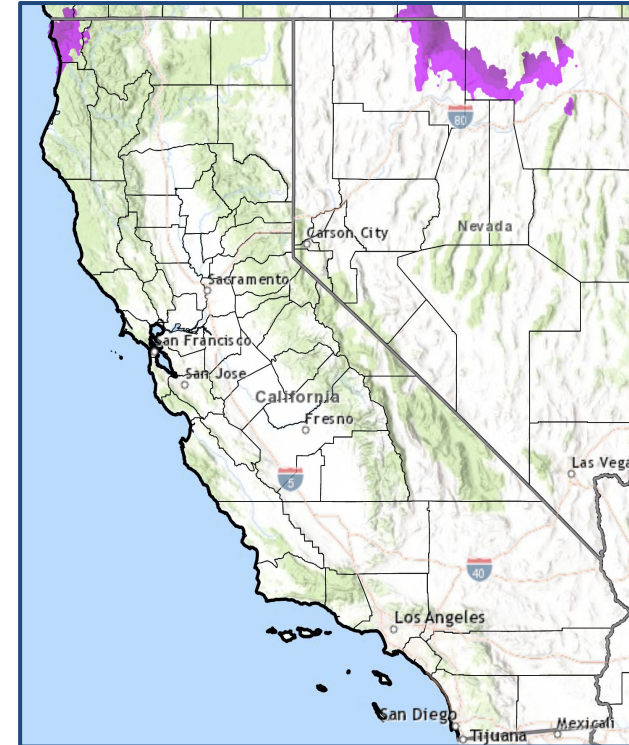 80
Carson City
Nevada
Sacramento
San Francisco
San Jose
California
Fresno
Las Vega
5
40
Los Angeles
San Diego
Tijuana
Mexicali